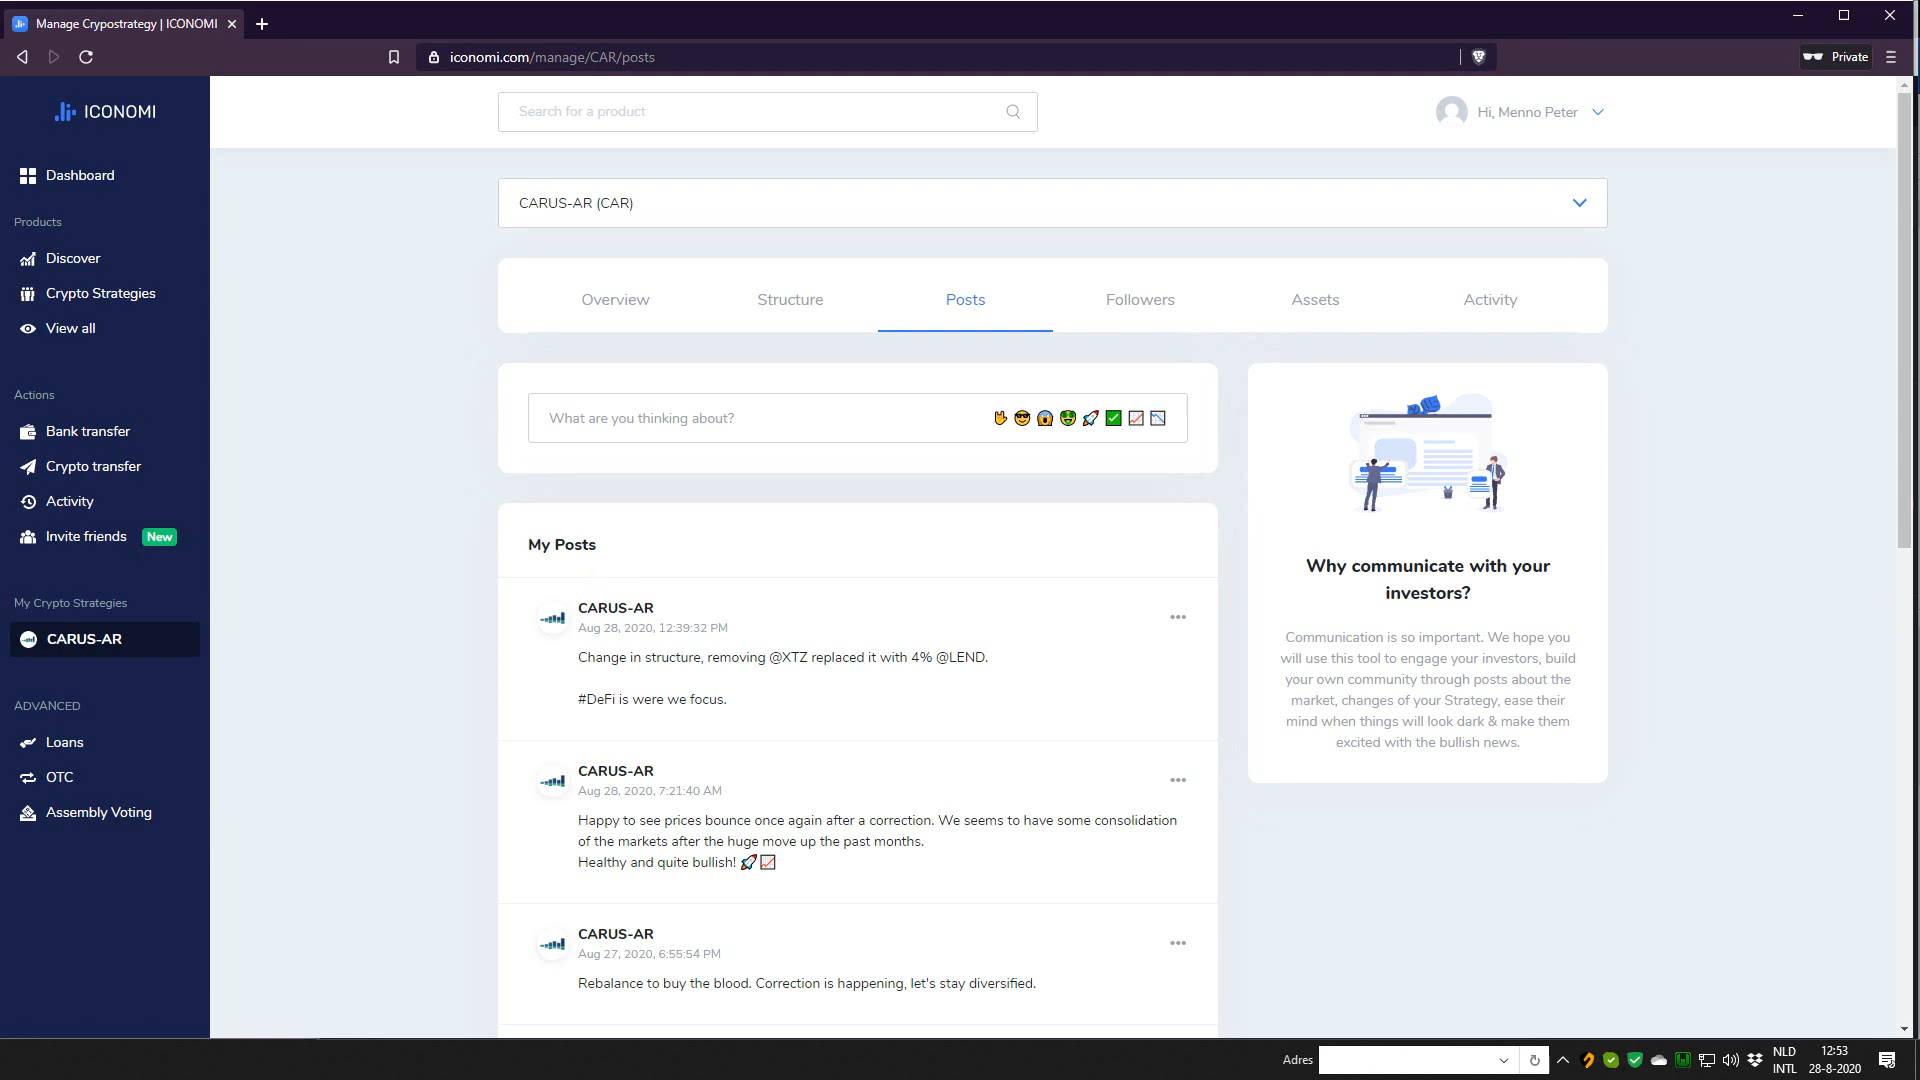 Manage Crypostrategy | ICONOMI
iconomi.com/manage/CAR/posts
Private
ICONOMI
Search for a product
Hi, Menno Peter
Dashboard
Products
Discover
Crypto Strategies
View all
Actions
Bank transfer
Crypto transfer
Activity
Invite friends New
My Crypto Strategies
CARUS-AR
ADVANCED
Loans
OTC
Assembly Voting
CARUS-AR (CAR)
Overview Structure Posts Followers Assets Activity
What are you thinking about? 🤟😎😱🤑🚀✅📈📉
My Posts
CARUS-AR
Aug 28, 2020, 12:39:32 PM
Change in structure, removing @XTZ replaced it with 4% @LEND.
#DeFi is were we focus.
CARUS-AR
Aug 28, 2020, 7:21:40 AM
Happy to see prices bounce once again after a correction. We seems to have some consolidation
of the markets after the huge move up the past months.
Healthy and quite bullish! 🚀📈
CARUS-AR
Aug 27, 2020, 6:55:54 PM
Rebalance to buy the blood. Correction is happening, let's stay diversified.
Why communicate with your
investors?
Communication is so important. We hope you
will use this tool to engage your investors, build
your own community through posts about the
market, changes of your Strategy, ease their
mind when things will look dark & make them
excited with the bullish news.
Adres
NLD
INTL
12:53
28-8-2020